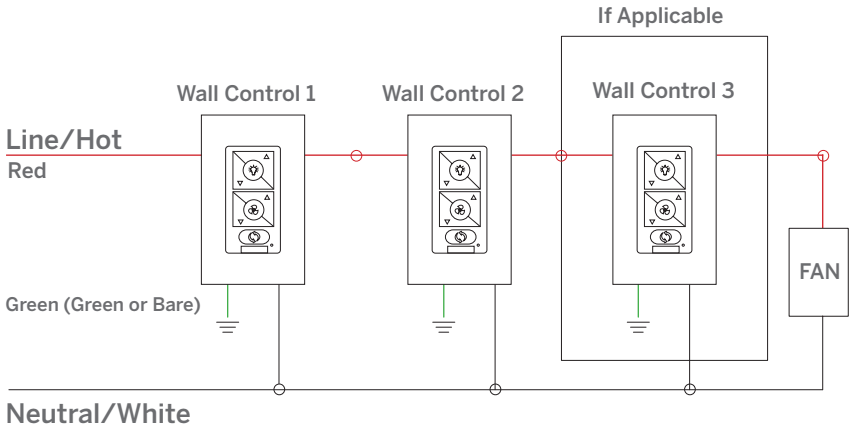 If Applicable
Wall Control 1
Wall Control 2
Wall Control 3
Line/Hot
Red
FAN
Green (Green or Bare)
Neutral/White